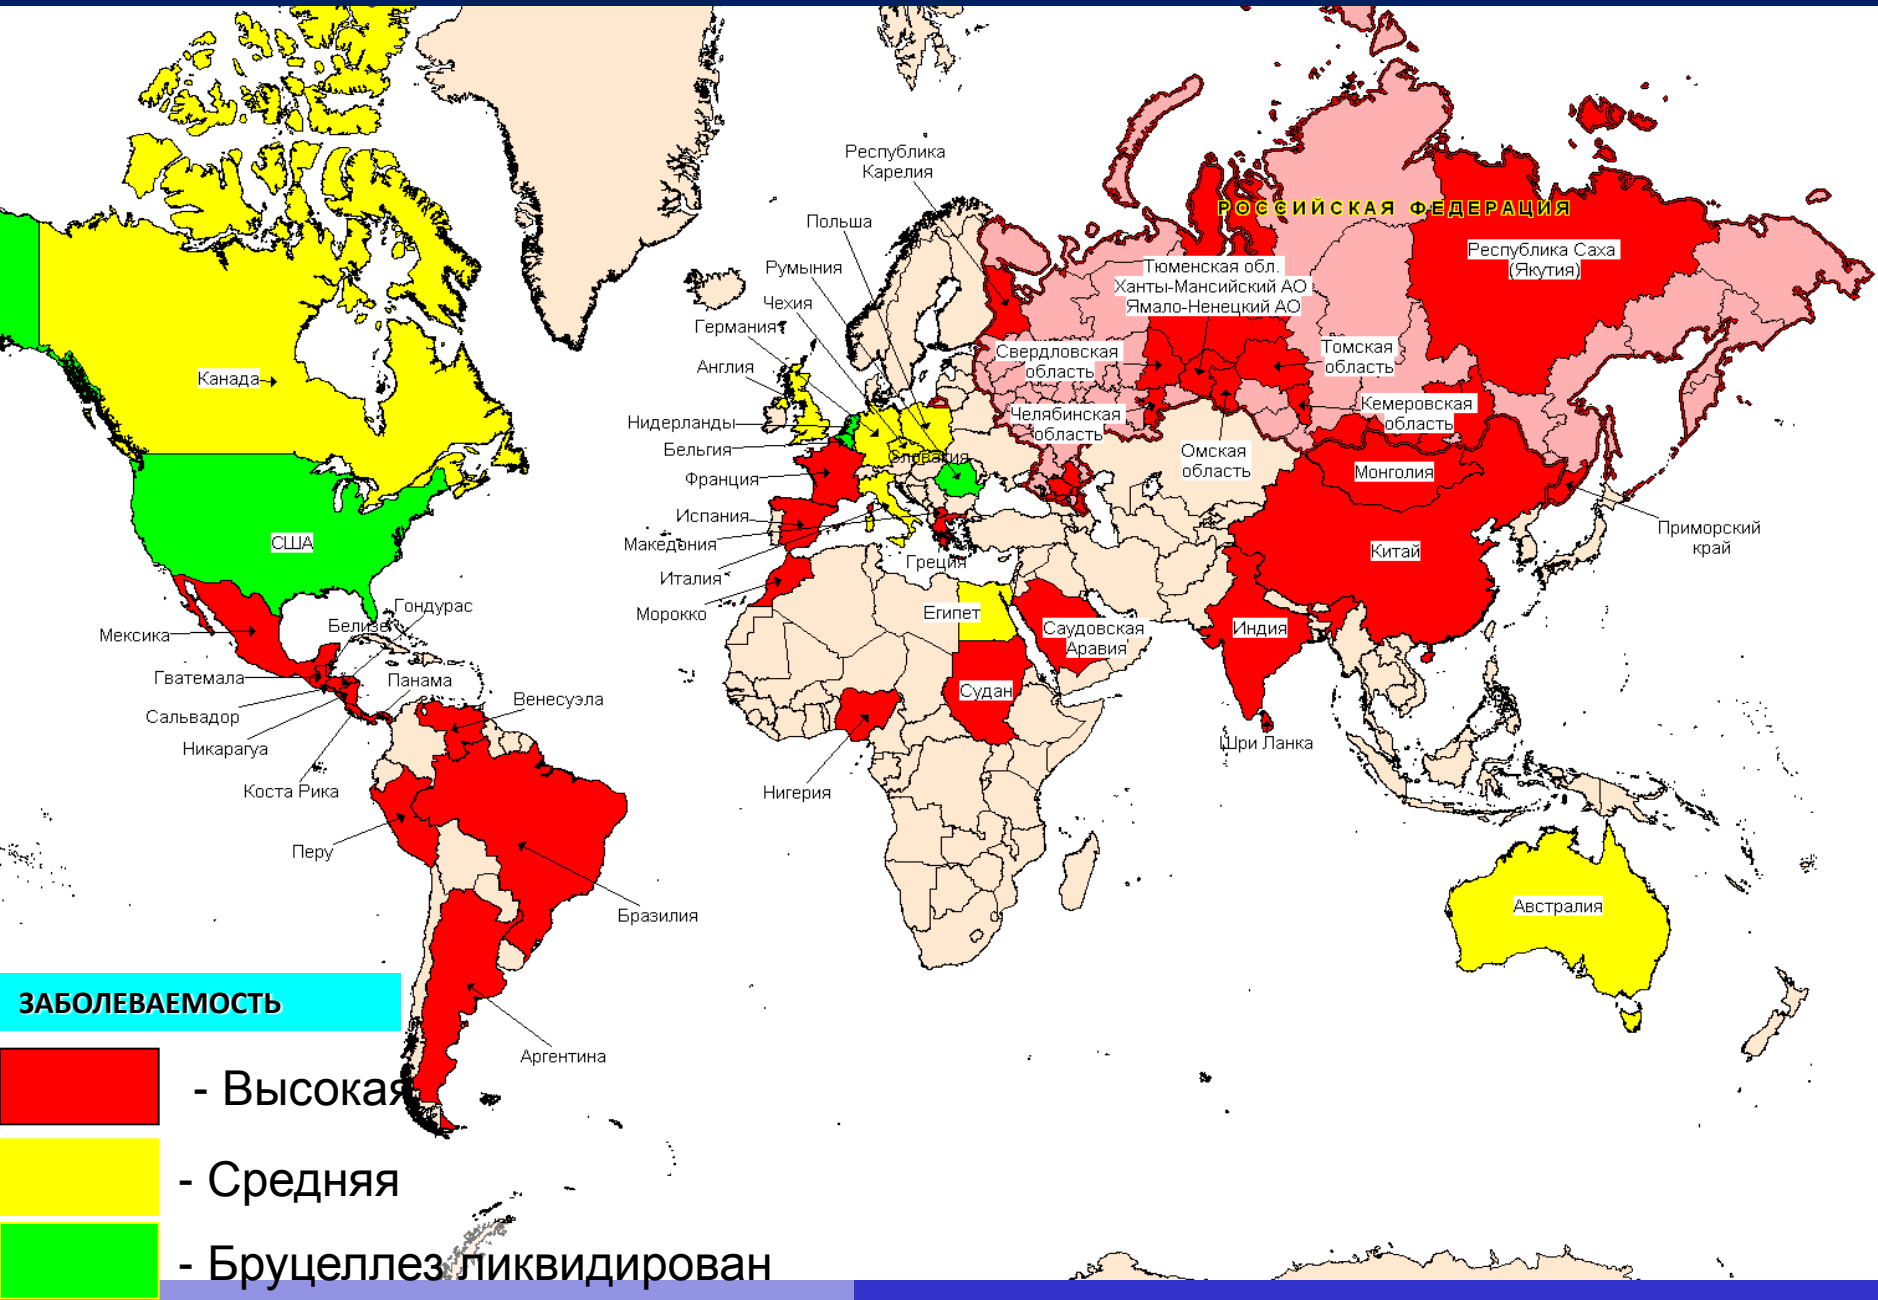 Республика
Карелия
РОССИЙСКАЯ ФЕДЕРАЦИЯ
Польша
Республика Саха
(Якутия)
Румыния
Тюменская обл.
Ханты-Мансийский АО
Ямало-Ненецкий АО
Чехия
Германия
Англия
Свердловская
область
Томская
область
Канада
Нидерланды
Челябинская
область
Кемеровская
область
Бельгия
Словакия
Омская
область
Монголия
Франция
Испания
Приморский
край
Македония
США
Китай
Греция
Италия
Морокко
Гондурас
Белизе
Египет
Саудовская
Аравия
Индия
Мексика
Гватемала
Панама
Судан
Венесуэла
Сальвадор
Никарагуа
Шри Ланка
Коста Рика
Нигерия
Перу
Бразилия
Австралия
ЗАБОЛЕВАЕМОСТЬ
Аргентина
- Высокая
- Средняя
- Бруцеллез ликвидирован